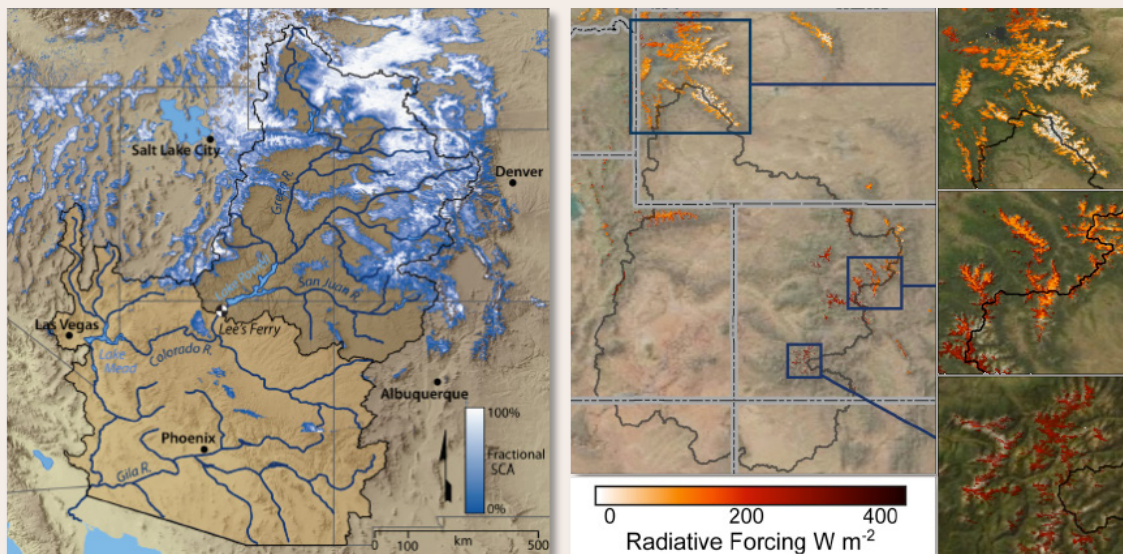 Salt Lake City
Denver
Green R.
Lake Powell
San Juan R.
Las Vegas
Lee's Ferry
Lake
Mead
Colorado R.
Albuquerque
100%
Phoenix
Fractional
SCA
Gila R.
0%
0 100 500
km
0 200 400
Radiative Forcing W m-2